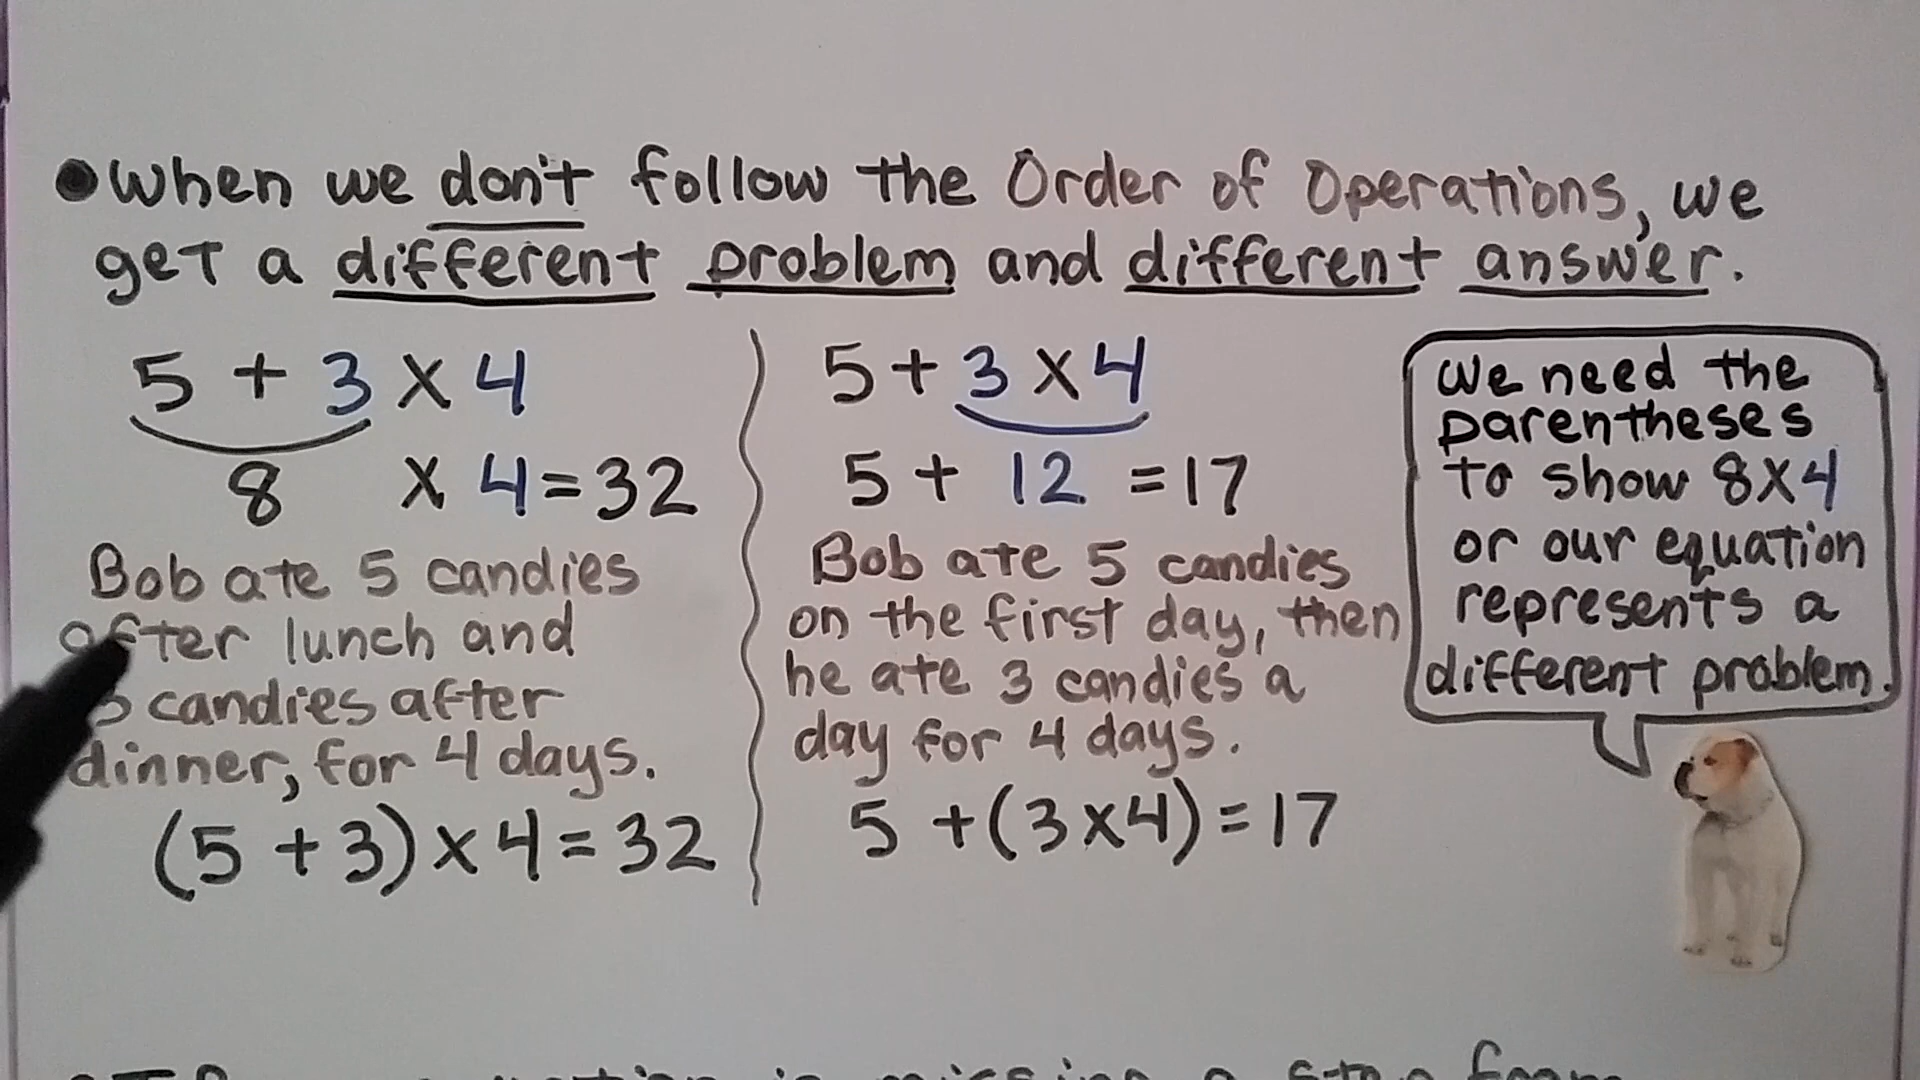 •When we don't follow the Order of Operations, we
get a different problem and different answer.
5 + 3 x 4
8 x 4 = 32
Bob ate 5 candies
after lunch and
3 candies after
dinner, for 4 days.
(5 + 3) x 4 = 32
5 + 3 x 4
5 + 12 = 17
Bob ate 5 candies
on the first day, then
he ate 3 candies a
day for 4 days.
5 + (3 x 4) = 17
We need the
parentheses
to show 8x4
or our equation
represents a
different problem.